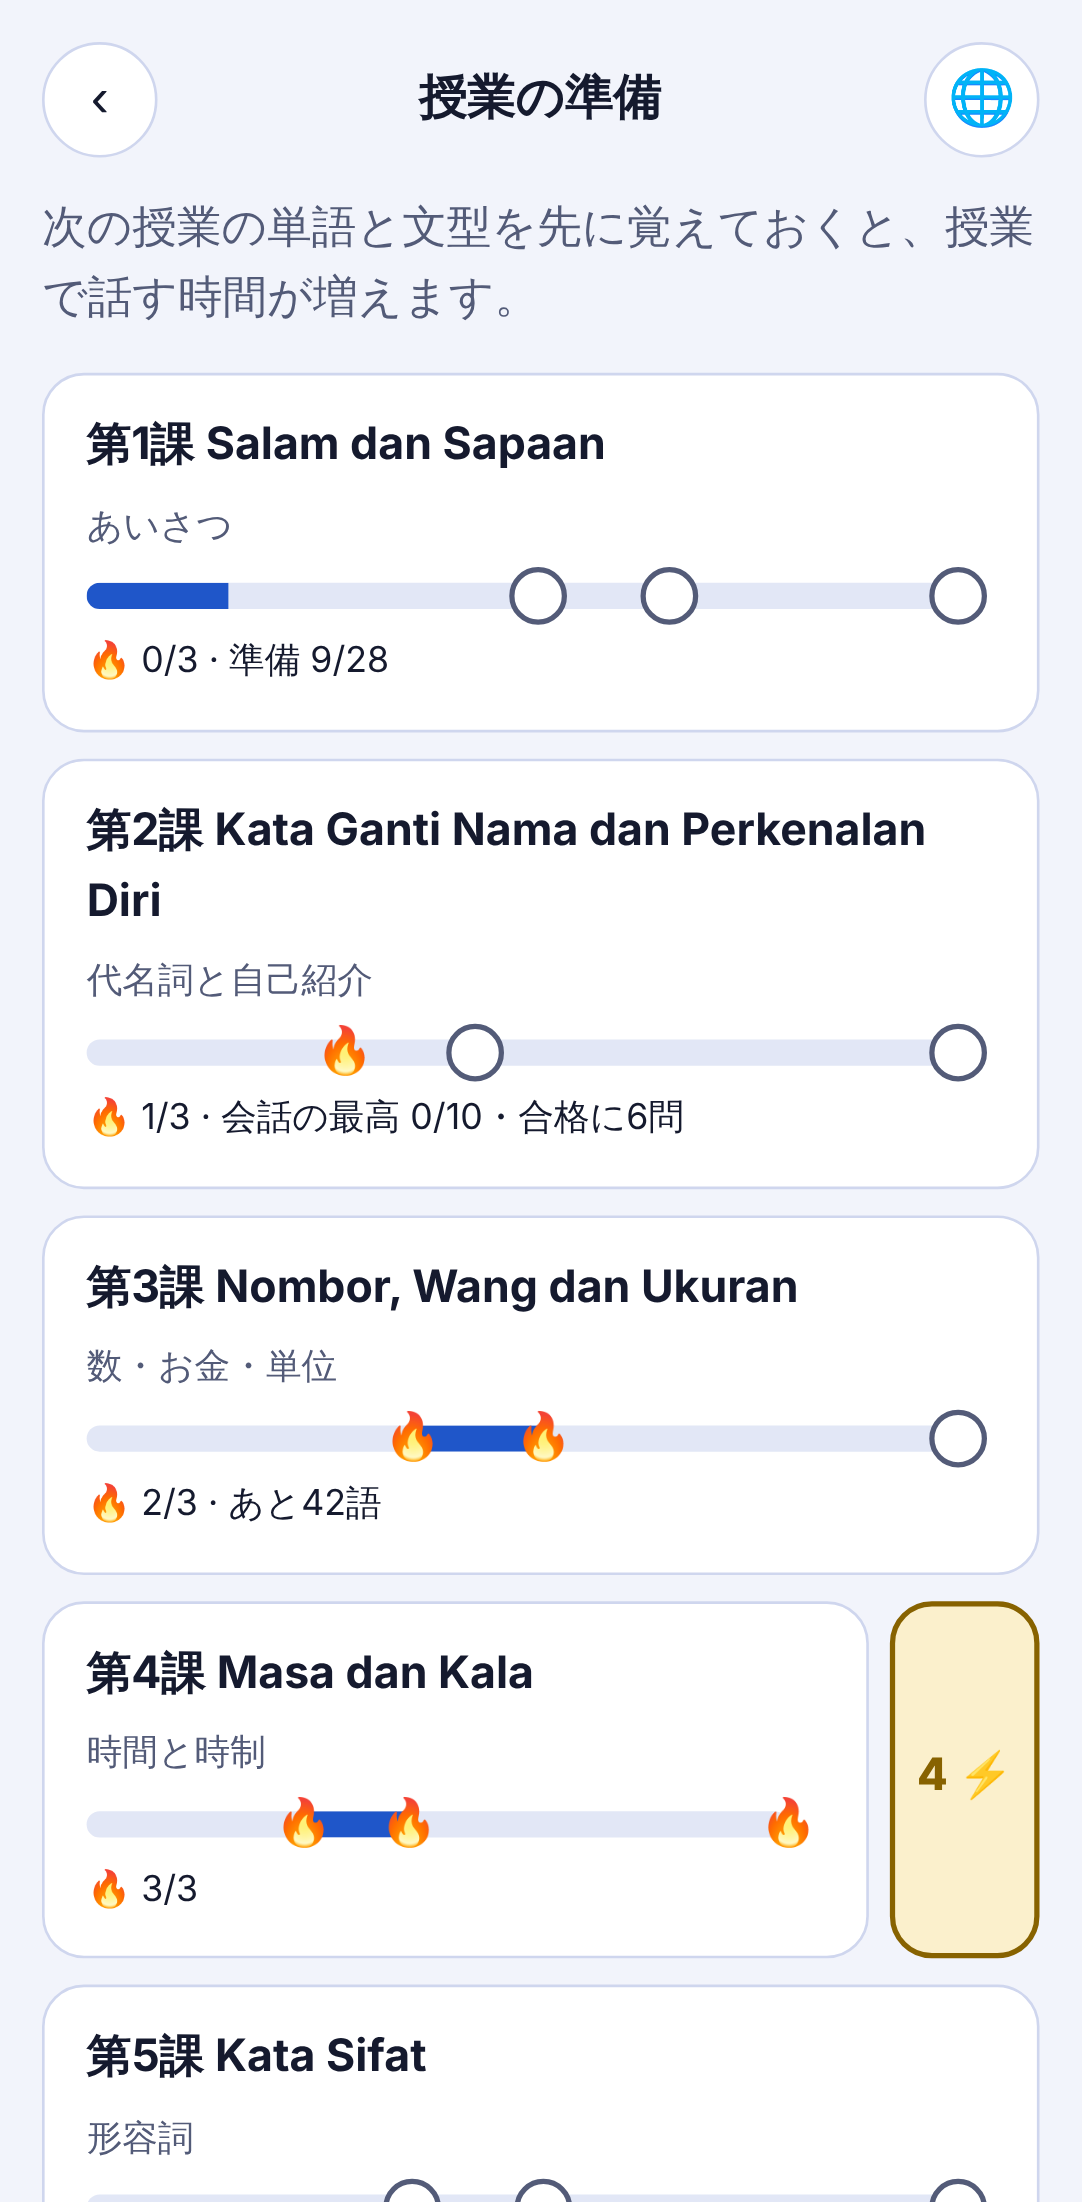 授業の準備
次の授業の単語と文型を先に覚えておくと、授業
で話す時間が増えます。
第1課 Salam dan Sapaan
あいさつ
🔥 0/3 · 準備 9/28
第2課 Kata Ganti Nama dan Perkenalan
Diri
代名詞と自己紹介
🔥 1/3 · 会話の最高 0/10・合格に6問
第3課 Nombor, Wang dan Ukuran
数・お金・単位
🔥 2/3 · あと42語
第4課 Masa dan Kala
時間と時制
🔥 3/3
4 ⚡
第5課 Kata Sifat
形容詞